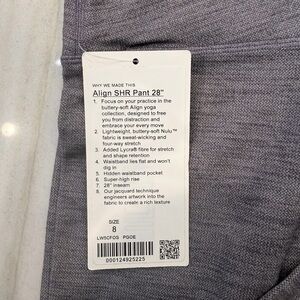 WHY WE MADE THIS
Align SHR Pant 28"
1. Focus on your practice in the
buttery-soft Align yoga
collection, designed to free
you from distraction and
embrace your every move
2. Lightweight, buttery-soft Nulu™
fabric is sweat-wicking and
four-way stretch
3. Added Lycra® fibre for stretch
and shape retention
4. Waistband lies flat and won't
dig in
5. Hidden waistband pocket
6. Super-high rise
7. 28" inseam
8. Our jacquard technique
engineers artwork into the
fabric to create a rich texture
SIZE
8
LW5CFOS PGOE
000124925225